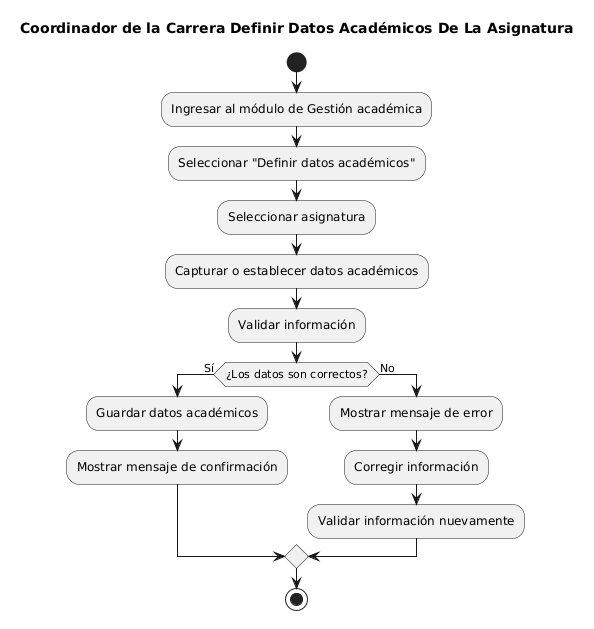 Coordinador de la Carrera Definir Datos Académicos De La Asignatura
Ingresar al módulo de Gestión académica
Seleccionar "Definir datos académicos"
Seleccionar asignatura
Capturar o establecer datos académicos
Validar información
¿Los datos son correctos?
Sí
No
Guardar datos académicos
Mostrar mensaje de confirmación
Mostrar mensaje de error
Corregir información
Validar información nuevamente